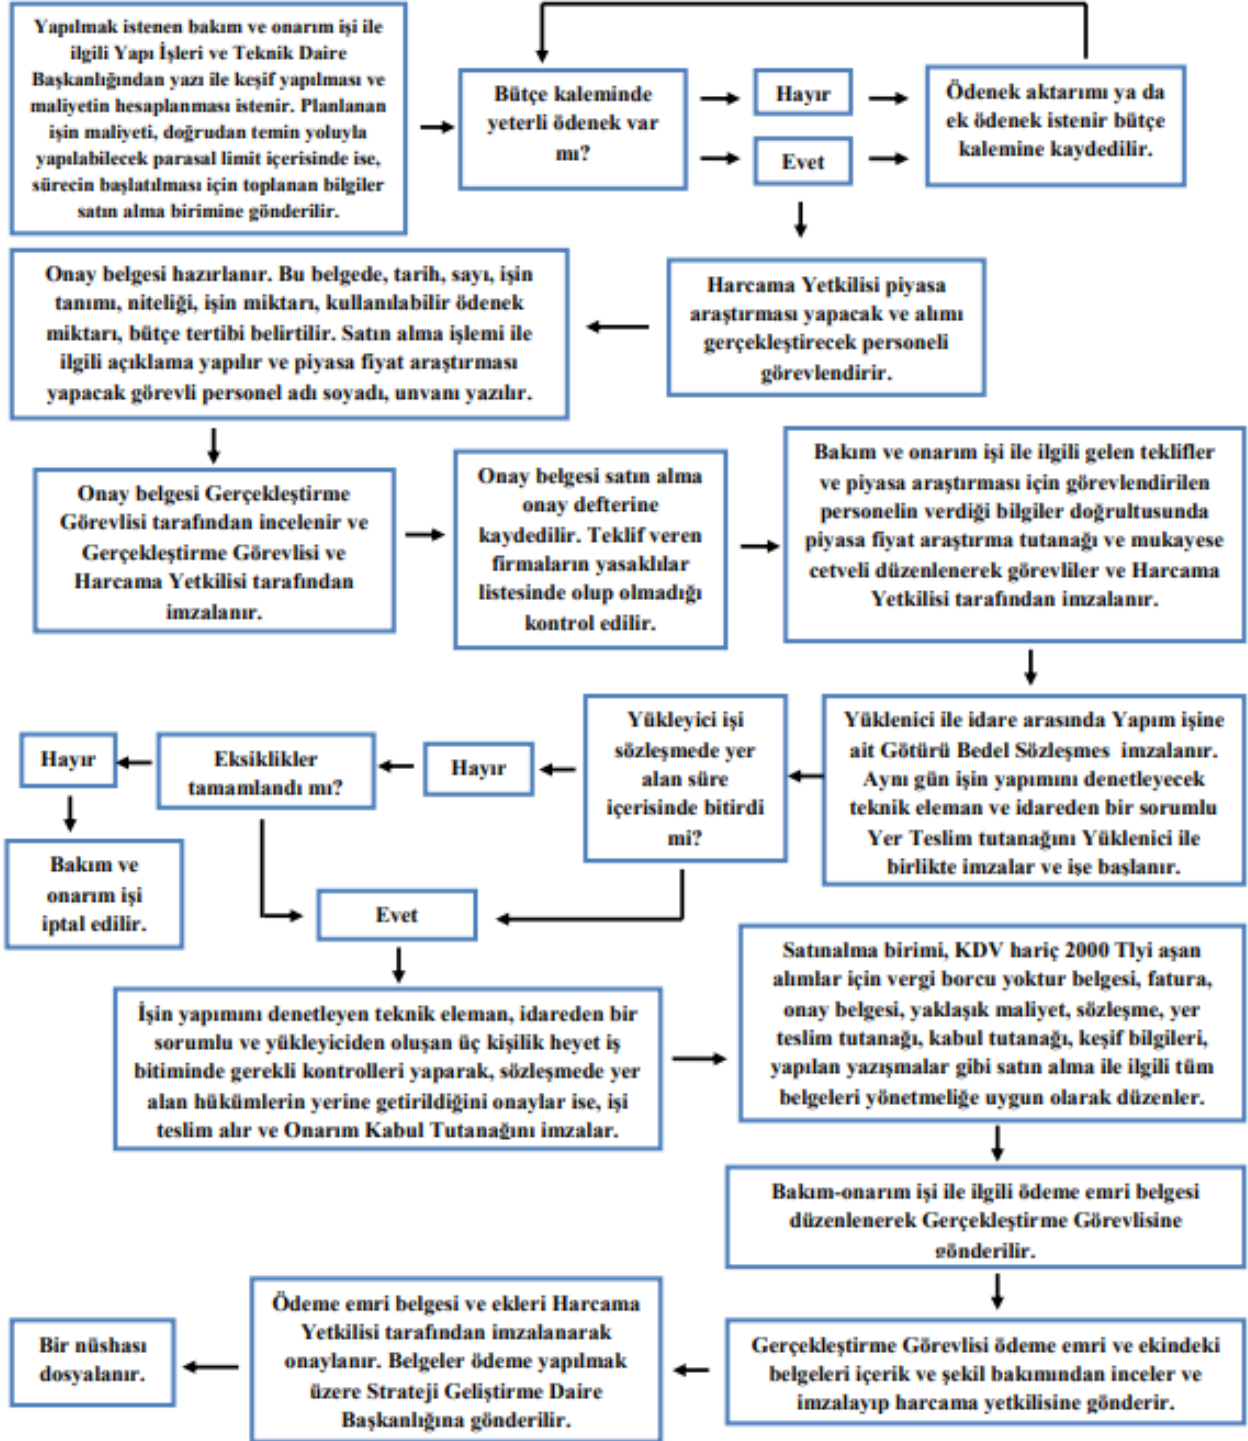 Yapılmak istenen bakım ve onarım işi ile
ilgili Yapı İşleri ve Teknik Daire
Başkanlığından yazı ile keşif yapılması ve
maliyetin hesaplanması istenir. Planlanan
işin maliyeti, doğrudan temin yoluyla
yapılabilecek parasal limit içerisinde ise,
sürecin başlatılması için toplanan bilgiler
satın alma birimine gönderilir.
Bütçe kaleminde
yeterli ödenek var
mı?
Hayır
Evet
Ödenek aktarımı ya da
ek ödenek istenir bütçe
kalemine kaydedilir.
Harcama Yetkilisi piyasa
araştırması yapacak ve alımı
gerçekleştirecek personeli
görevlendirir.
Onay belgesi hazırlanır. Bu belgede, tarih, sayı, işin
tanımı, niteliği, işin miktarı, kullanılabilir ödenek
miktarı, bütçe tertibi belirtilir. Satın alma işlemi ile
ilgili açıklama yapılır ve piyasa fiyat araştırması
yapacak görevli personel adı soyadı, unvanı yazılır.
Onay belgesi Gerçekleştirme
Görevlisi tarafından incelenir ve
Gerçekleştirme Görevlisi ve
Harcama Yetkilisi tarafından
imzalanır.
Onay belgesi satın alma
onay defterine
kaydedilir. Teklif veren
firmaların yasaklılar
listesinde olup olmadığı
kontrol edilir.
Bakım ve onarım işi ile ilgili gelen teklifler
ve piyasa araştırması için görevlendirilen
personelin verdiği bilgiler doğrultusunda
piyasa fiyat araştırma tutanağı ve mukayese
cetveli düzenlenerek görevliler ve Harcama
Yetkilisi tarafından imzalanır.
Yüklenici ile idare arasında Yapım işine
ait Götürü Bedel Sözleşmes imzalanır.
Aynı gün işin yapımını denetleyecek
teknik eleman ve idareden bir sorumlu
Yer Teslim tutanağını Yüklenici ile
birlikte imzalar ve işe başlanır.
Yükleyici işi
sözleşmede yer
alan süre
içerisinde bitirdi
mi?
Hayır
Eksiklikler
tamamlandı mı?
Hayır
Bakım ve
onarım işi
iptal edilir.
Evet
İşin yapımını denetleyen teknik eleman, idareden bir
sorumlu ve yükleyiciden oluşan üç kişilik heyet iş
bitiminde gerekli kontrolleri yaparak, sözleşmede yer
alan hükümlerin yerine getirildiğini onaylar ise, işi
teslim alır ve Onarım Kabul Tutanağını imzalar.
Satınalma birimi, KDV hariç 2000 Tlyi aşan
alımlar için vergi borcu yoktur belgesi, fatura,
onay belgesi, yaklaşık maliyet, sözleşme, yer
teslim tutanağı, kabul tutanağı, keşif bilgileri,
yapılan yazışmalar gibi satın alma ile ilgili tüm
belgeleri yönetmeliğe uygun olarak düzenler.
Bakım-onarım işi ile ilgili ödeme emri belgesi
düzenlenerek Gerçekleştirme Görevlisine
gönderilir.
Gerçekleştirme Görevlisi ödeme emri ve ekindeki
belgeleri içerik ve şekil bakımından inceler ve
imzalayıp harcama yetkilisine gönderir.
Ödeme emri belgesi ve ekleri Harcama
Yetkilisi tarafından imzalanarak
onaylanır. Belgeler ödeme yapılmak
üzere Strateji Geliştirme Daire
Başkanlığına gönderilir.
Bir nüshası
dosyalanır.